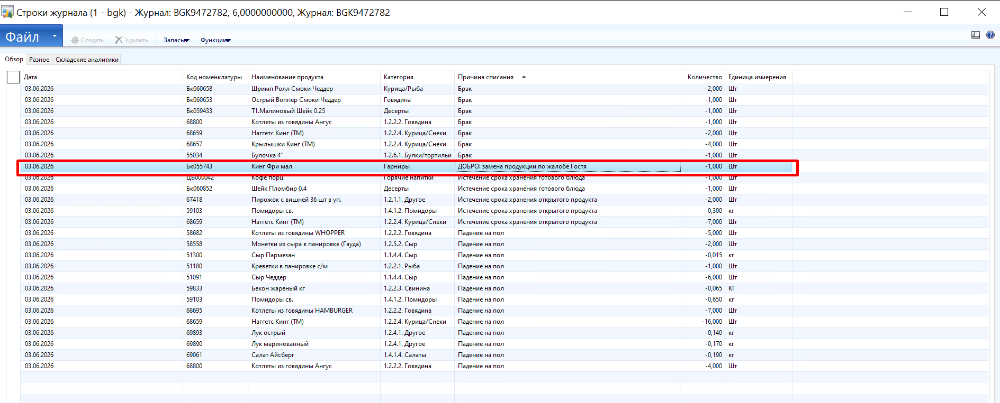 Строки журнала (1 - bgk) - Журнал: BGK9472782, 6,0000000000, Журнал: BGK9472782
Файл Создать Удалить Запасы Функции
Обзор Разное Складские аналитики
Дата Код номенклатуры Наименование продукта Категория Причина списания Количество Единица измерения
03.06.2026 Бк060658 Шримп Ролл Смоки Чеддер Курица/Рыба Брак -2,000 Шт
03.06.2026 Бк060653 Острый Воппер Смоки Чеддер Говядина Брак -1,000 Шт
03.06.2026 Бк059433 Т1.Малиновый Шейк 0.25 Десерты Брак -1,000 Шт
03.06.2026 68800 Котлеты из говядины Ангус 1.2.2.2. Говядина Брак -1,000 Шт
03.06.2026 68659 Наггетс Кинг (ТМ) 1.2.2.4. Курица/Снеки Брак -2,000 Шт
03.06.2026 68657 Крылышки Кинг (ТМ) 1.2.2.4. Курица/Снеки Брак -4,000 Шт
03.06.2026 55034 Булочка 4'' 1.2.6.1. Булки/тортильи Брак -1,000 Шт
03.06.2026 Бк055743 Кинг Фри мал Гарниры ДОБРО: замена продукции по жалобе Гостя -1,000 Шт
03.06.2026 ЦБ000042 Кофе порц Горячие напитки Истечение срока хранения готового блюда -1,000 Шт
03.06.2026 Бк060852 Шейк Пломбир 0.4 Десерты Истечение срока хранения готового блюда -1,000 Шт
03.06.2026 67418 Пирожок с вишней 36 шт в уп. 1.2.1.1. Другое Истечение срока хранения открытого продукта -2,000 Шт
03.06.2026 59103 Помидоры св. 1.4.1.2. Помидоры Истечение срока хранения открытого продукта -0,300 кг
03.06.2026 68659 Наггетс Кинг (ТМ) 1.2.2.4. Курица/Снеки Истечение срока хранения открытого продукта -7,000 Шт
03.06.2026 58682 Котлеты из говядины WHOPPER 1.2.2.2. Говядина Падение на пол -5,000 Шт
03.06.2026 58558 Монетки из сыра в панировке (Гауда) 1.2.5.2. Сыр Падение на пол -2,000 Шт
03.06.2026 51300 Сыр Пармезан 1.1.4.4. Сыр Падение на пол -0,015 кг
03.06.2026 51180 Креветки в панировке с/м 1.2.2.1. Рыба Падение на пол -1,000 Шт
03.06.2026 51091 Сыр Чеддер 1.1.4.4. Сыр Падение на пол -6,000 Шт
03.06.2026 59833 Бекон жареный кг 1.2.2.3. Свинина Падение на пол -0,065 КГ
03.06.2026 59103 Помидоры св. 1.4.1.2. Помидоры Падение на пол -0,650 кг
03.06.2026 68695 Котлеты из говядины HAMBURGER 1.2.2.2. Говядина Падение на пол -7,000 Шт
03.06.2026 68659 Наггетс Кинг (ТМ) 1.2.2.4. Курица/Снеки Падение на пол -16,000 Шт
03.06.2026 69893 Лук острый 1.2.4.1. Другое Падение на пол -0,140 кг
03.06.2026 69890 Лук маринованный 1.2.4.1. Другое Падение на пол -0,170 кг
03.06.2026 69061 Салат Айсберг 1.4.1.4. Салаты Падение на пол -0,190 кг
03.06.2026 68800 Котлеты из говядины Ангус 1.2.2.2. Говядина Падение на пол -4,000 Шт